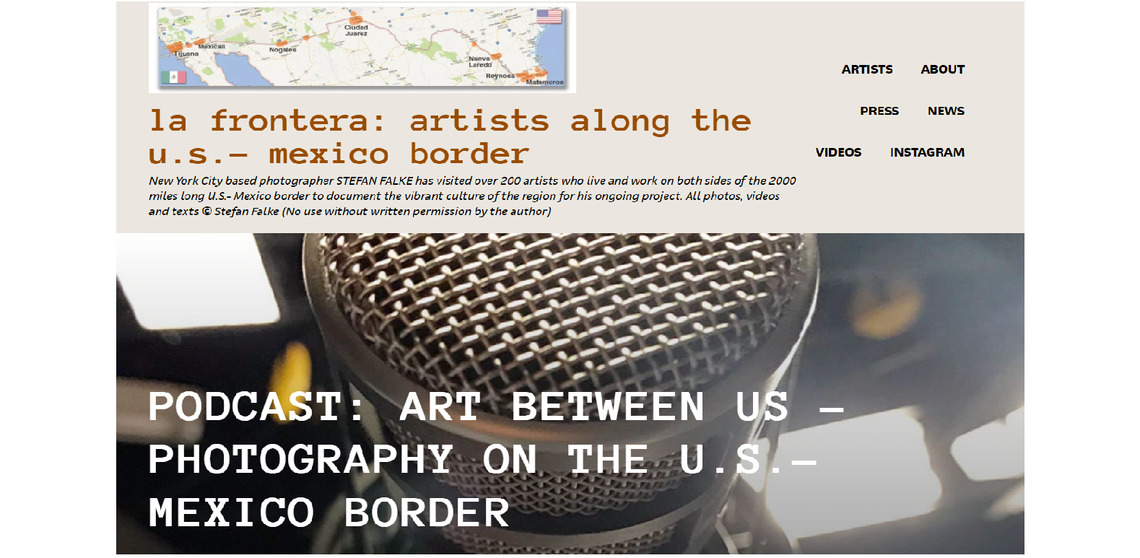 Ciudad
Juarez
Mexicali
Tijuana
Nogales
Nueva
Laredo
Reynosa
Matamoros
ARTISTS ABOUT
PRESS NEWS
VIDEOS INSTAGRAM
la frontera: artists along the
u.s.– mexico border
New York City based photographer STEFAN FALKE has visited over 200 artists who live and work on both sides of the 2000
miles long U.S.- Mexico border to document the vibrant culture of the region for his ongoing project. All photos, videos
and texts © Stefan Falke (No use without written permission by the author)
PODCAST: ART BETWEEN US –
PHOTOGRAPHY ON THE U.S.–
MEXICO BORDER